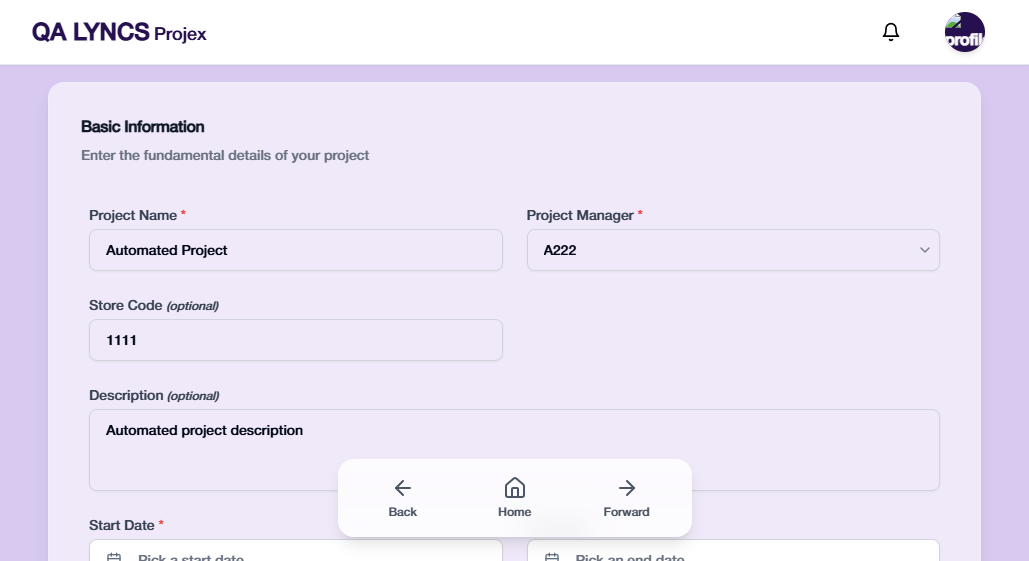 QA LYNCS Projex
profil
Basic Information
Enter the fundamental details of your project
Project Name *
Project Manager *
Automated Project
A222
Store Code (optional)
1111
Description (optional)
Automated project description
Back
Home
Forward
Start Date *
Pick a start date
Pick an end date